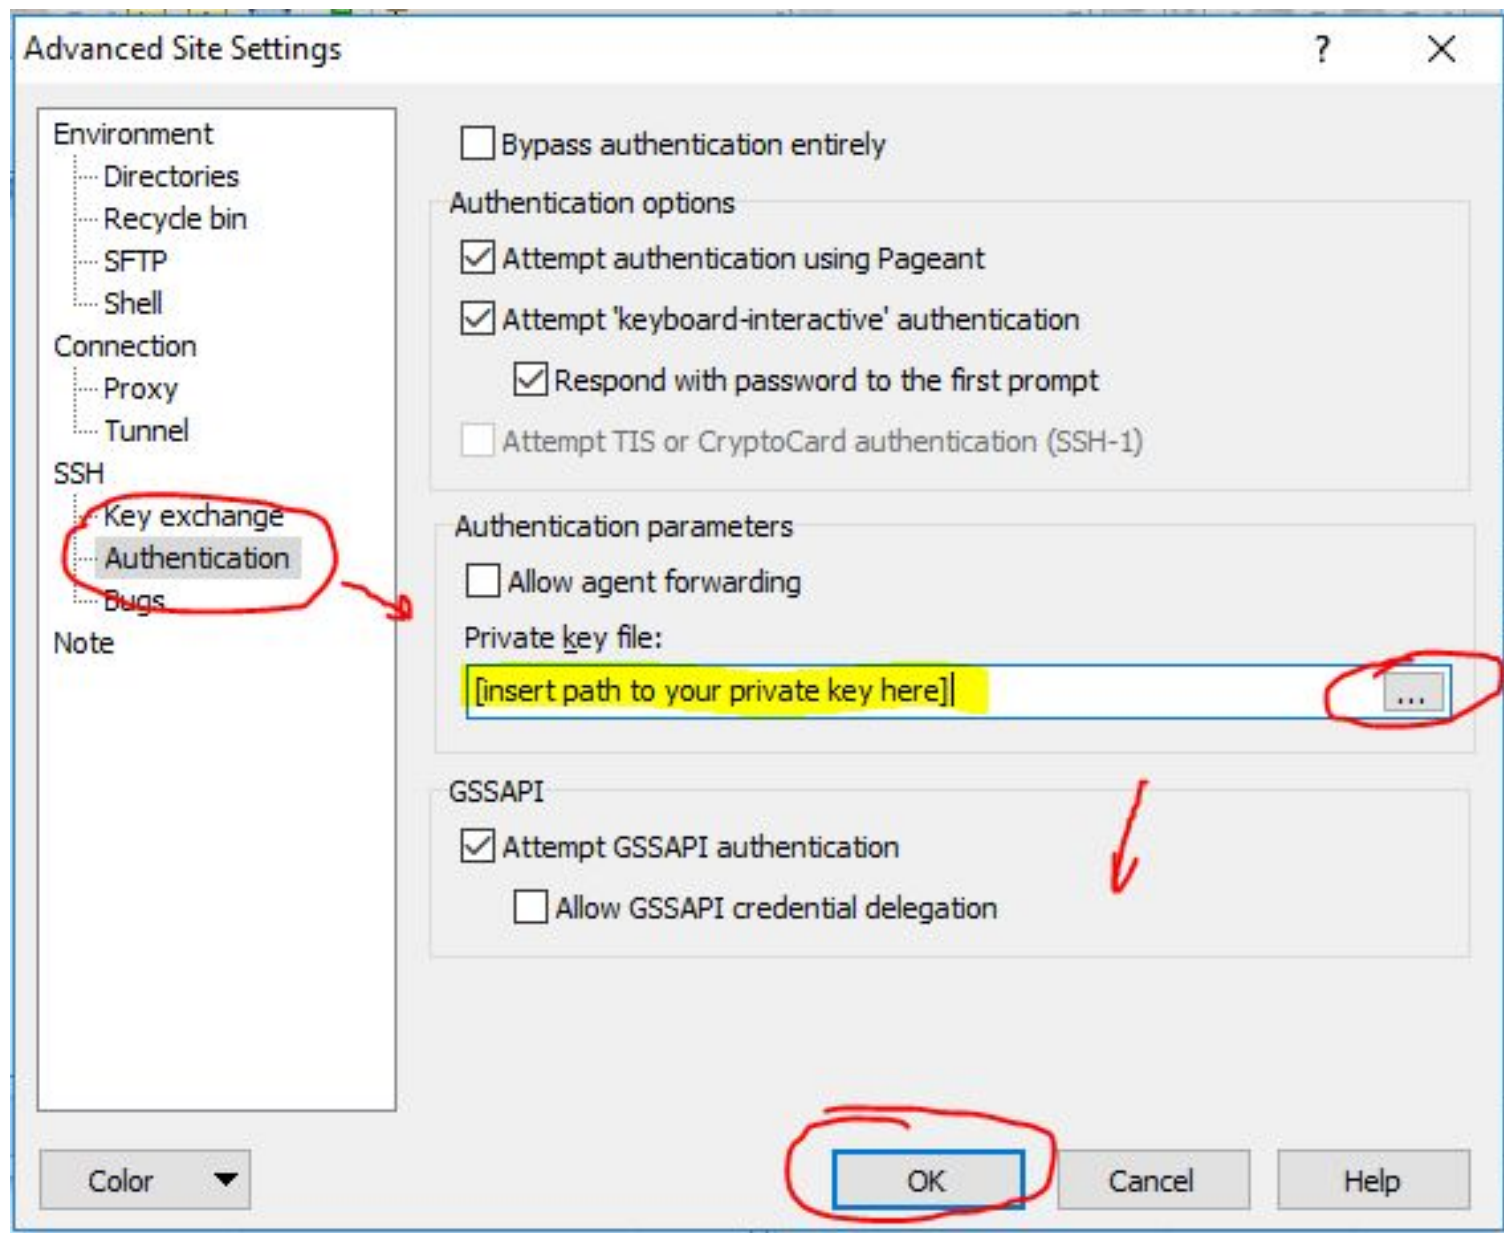 Advanced Site Settings
?
Environment
Directories
Recycle bin
SFTP
Shell
Connection
Proxy
Tunnel
SSH
Key exchange
Authentication
Bugs
Note
Bypass authentication entirely
Authentication options
Attempt authentication using Pageant
Attempt 'keyboard-interactive' authentication
Respond with password to the first prompt
Attempt TIS or CryptoCard authentication (SSH-1)
Authentication parameters
Allow agent forwarding
Private key file:
[insert path to your private key here]
...
GSSAPI
Attempt GSSAPI authentication
Allow GSSAPI credential delegation
Color
OK
Cancel
Help